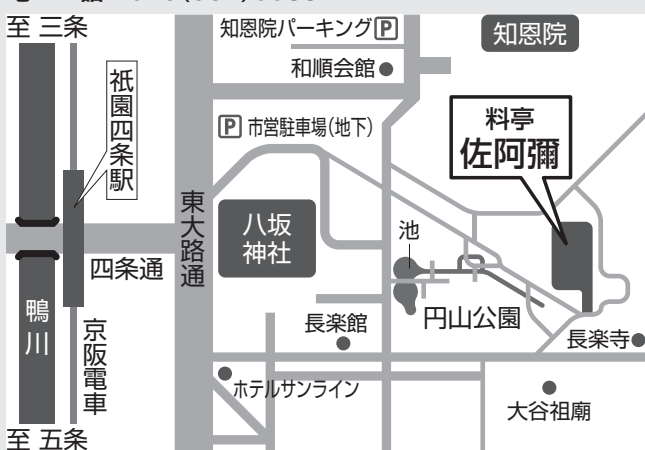 至 三条
知恩院パーキングP
知恩院
和順会館
祇園四条駅
P 市営駐車場(地下)
料亭
佐阿彌
東大路通
八坂
神社
池
四条通
鴨川
京阪電車
長楽館
円山公園
長楽寺
ホテルサンライン
大谷祖廟
至 五条